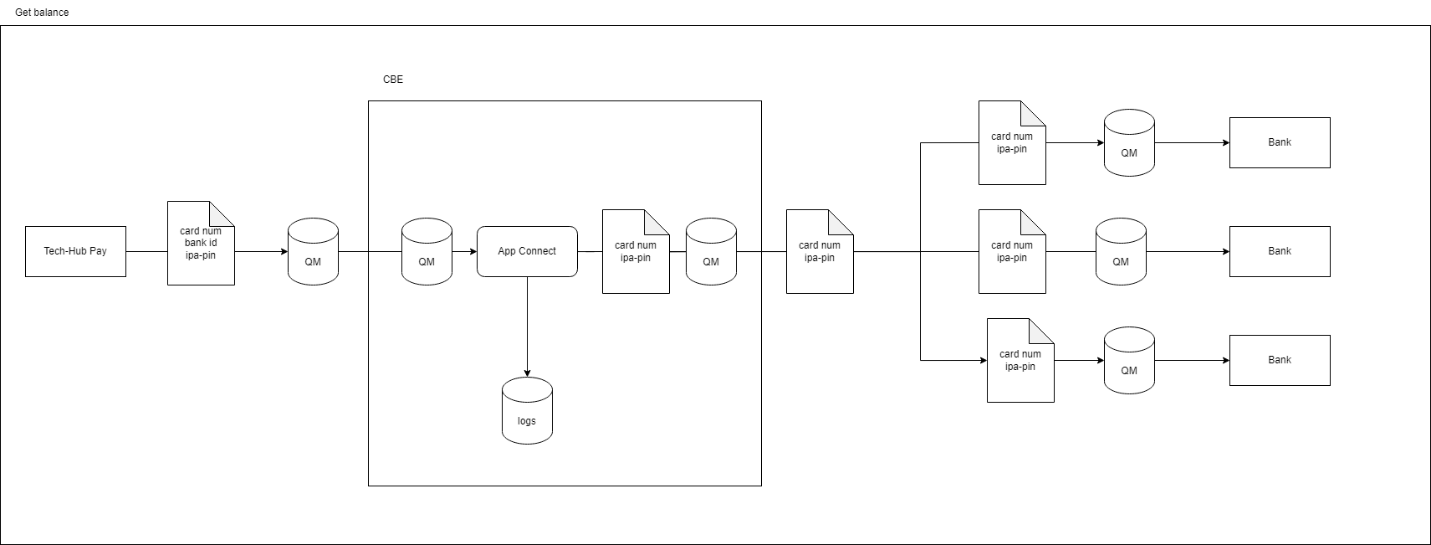 Get balance
CBE
Tech-Hub Pay
card num
bank id
ipa-pin
QM
QM
App Connect
card num
ipa-pin
QM
logs
card num
ipa-pin
card num
ipa-pin
QM
Bank
card num
ipa-pin
QM
Bank
card num
ipa-pin
QM
Bank